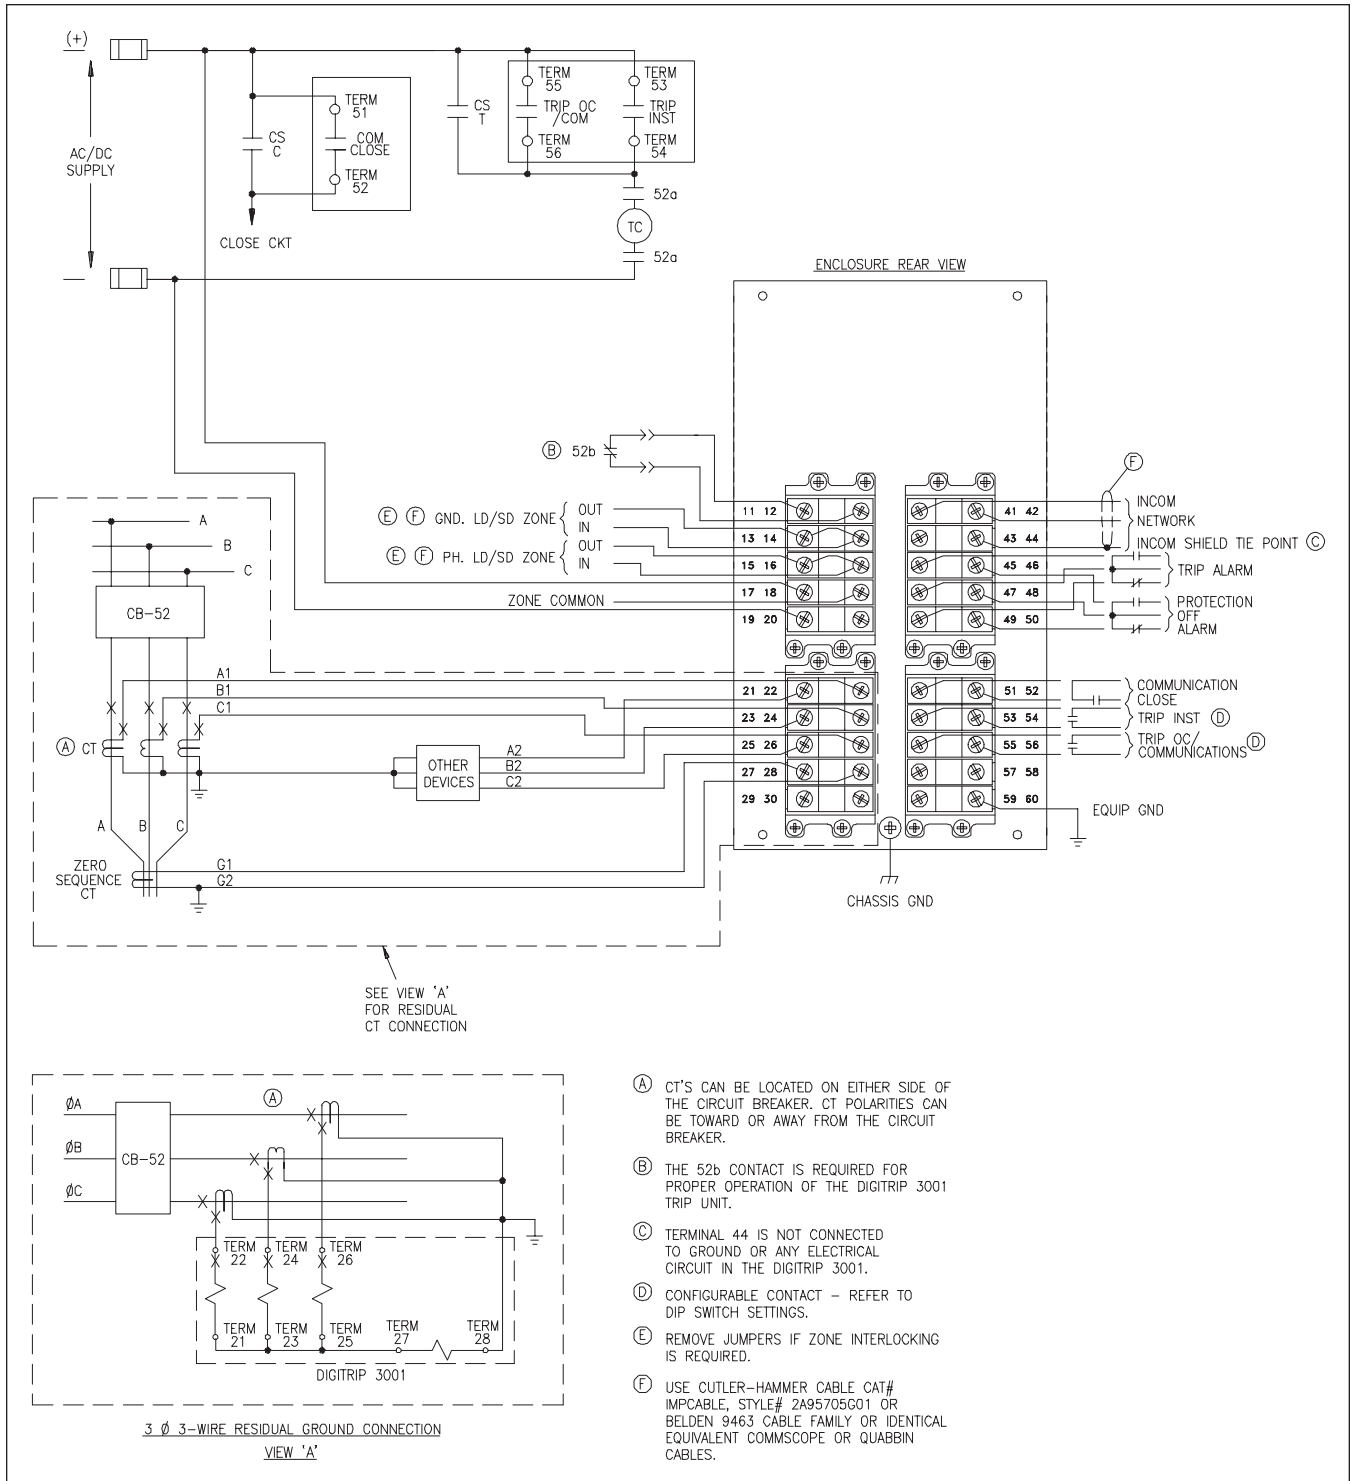 (+)
AC/DC
SUPPLY
—
CS
C
TERM
51
COM
CLOSE
TERM
52
CLOSE CKT
CS
T
TERM
55
TRIP OC
/COM
TERM
56
TERM
53
TRIP
INST
TERM
54
52a
TC
52a
ENCLOSURE REAR VIEW
B 52b
E F GND. LD/SD ZONE
OUT
IN
E F PH. LD/SD ZONE
OUT
IN
ZONE COMMON
11 12
13 14
15 16
17 18
19 20
21 22
23 24
25 26
27 28
29 30
41 42
43 44
45 46
47 48
49 50
51 52
53 54
55 56
57 58
59 60
F
INCOM
NETWORK
INCOM SHIELD TIE POINT C
TRIP ALARM
PROTECTION
OFF
ALARM
COMMUNICATION
CLOSE
TRIP INST D
TRIP OC/
COMMUNICATIONS D
EQUIP GND
CHASSIS GND
A
B
C
CB-52
A1
B1
C1
A CT
OTHER
DEVICES
A2
B2
C2
A B C
ZERO
SEQUENCE
CT
G1
G2
SEE VIEW 'A'
FOR RESIDUAL
CT CONNECTION
ØA
ØB
ØC
CB-52
A
TERM
22
TERM
24
TERM
26
TERM
21
TERM
23
TERM
25
TERM
27
TERM
28
DIGITRIP 3001
3 Ø 3-WIRE RESIDUAL GROUND CONNECTION
VIEW 'A'
A CT'S CAN BE LOCATED ON EITHER SIDE OF
THE CIRCUIT BREAKER. CT POLARITIES CAN
BE TOWARD OR AWAY FROM THE CIRCUIT
BREAKER.
B THE 52b CONTACT IS REQUIRED FOR
PROPER OPERATION OF THE DIGITRIP 3001
TRIP UNIT.
C TERMINAL 44 IS NOT CONNECTED
TO GROUND OR ANY ELECTRICAL
CIRCUIT IN THE DIGITRIP 3001.
D CONFIGURABLE CONTACT – REFER TO
DIP SWITCH SETTINGS.
E REMOVE JUMPERS IF ZONE INTERLOCKING
IS REQUIRED.
F USE CUTLER-HAMMER CABLE CAT#
IMPCABLE, STYLE# 2A95705G01 OR
BELDEN 9463 CABLE FAMILY OR IDENTICAL
EQUIVALENT COMMSCOPE OR QUABBIN
CABLES.